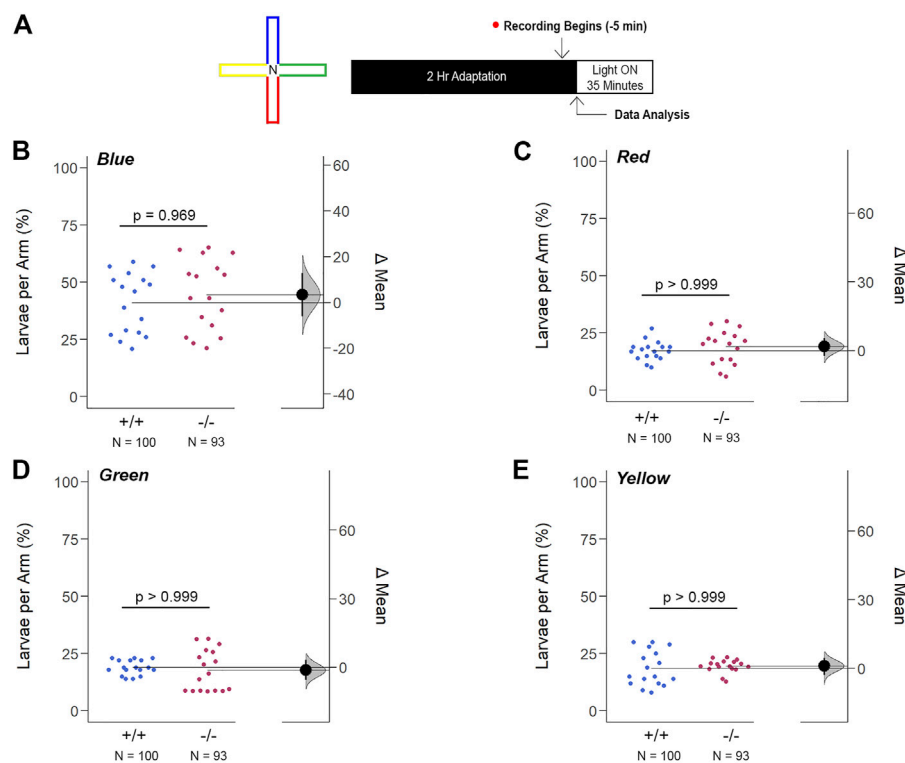 A
N
Recording Begins (-5 min)
2 Hr Adaptation
Light ON
35 Minutes
Data Analysis
B
Blue
Larvae per Arm (%)
100
75
50
25
0
p = 0.969
60
40
20
0
-20
-40
Δ Mean
+/+
-/-
N = 100
N = 93
C
Red
Larvae per Arm (%)
100
75
50
25
0
p > 0.999
60
30
0
Δ Mean
+/+
-/-
N = 100
N = 93
D
Green
Larvae per Arm (%)
100
75
50
25
0
p > 0.999
60
30
0
Δ Mean
+/+
-/-
N = 100
N = 93
E
Yellow
Larvae per Arm (%)
100
75
50
25
0
p > 0.999
60
30
0
Δ Mean
+/+
-/-
N = 100
N = 93